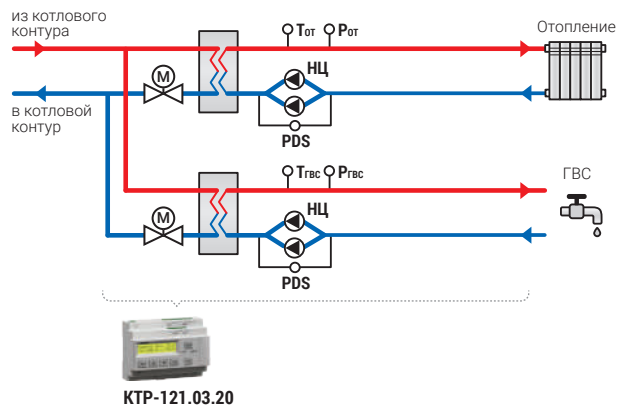 из котлового
контура
Tот
Pот
Отопление
M
НЦ
в котловой
контур
PDS
Tгвс
Pгвс
ГВС
M
НЦ
PDS
КТР-121.03.20